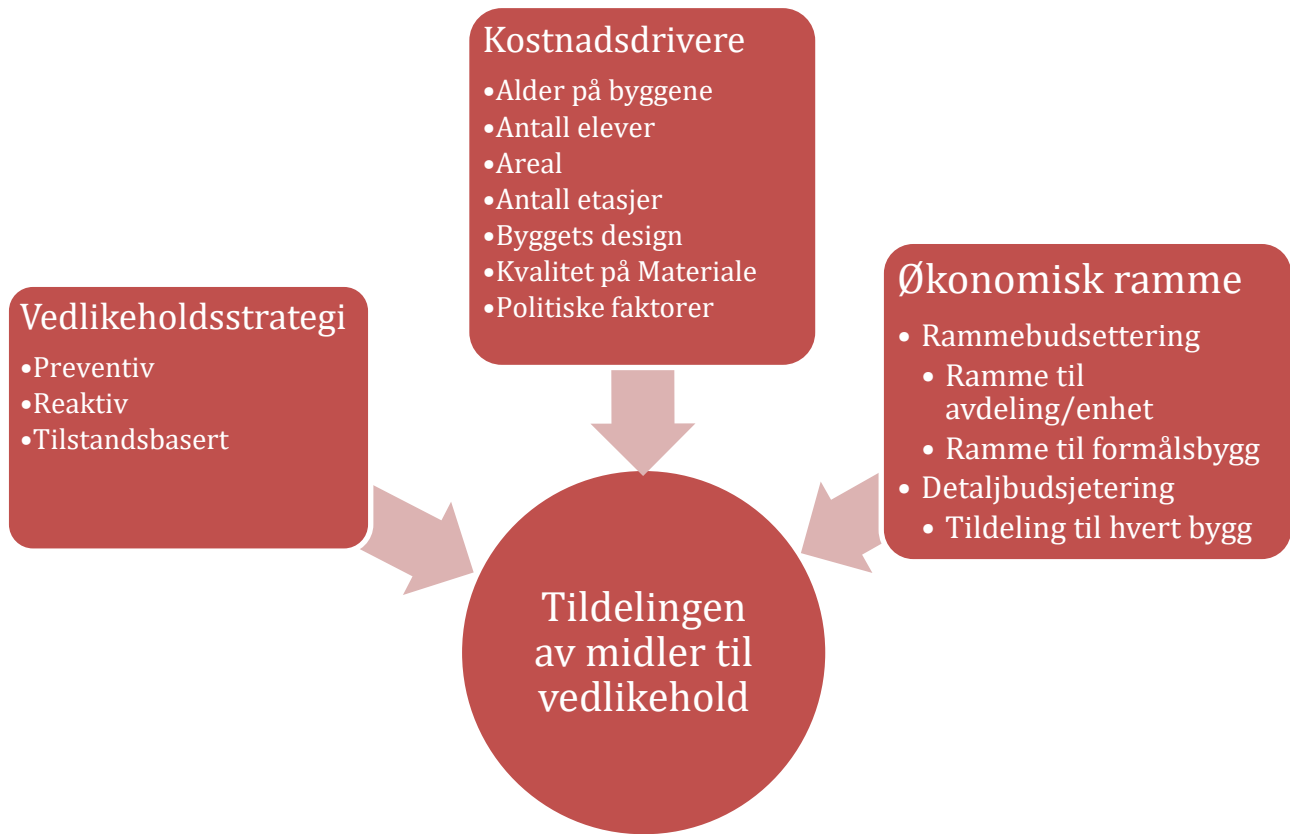 Kostnadsdrivere
•Alder på byggene
•Antall elever
•Areal
•Antall etasjer
•Byggets design
•Kvalitet på Materiale
•Politiske faktorer
Vedlikeholdsstrategi
•Preventiv
•Reaktiv
•Tilstandsbasert
Økonomisk ramme
• Rammebudsettering
• Ramme til
avdeling/enhet
• Ramme til formålsbygg
• Detaljbudsjetering
• Tildeling til hvert bygg
Tildelingen
av midler til
vedlikehold